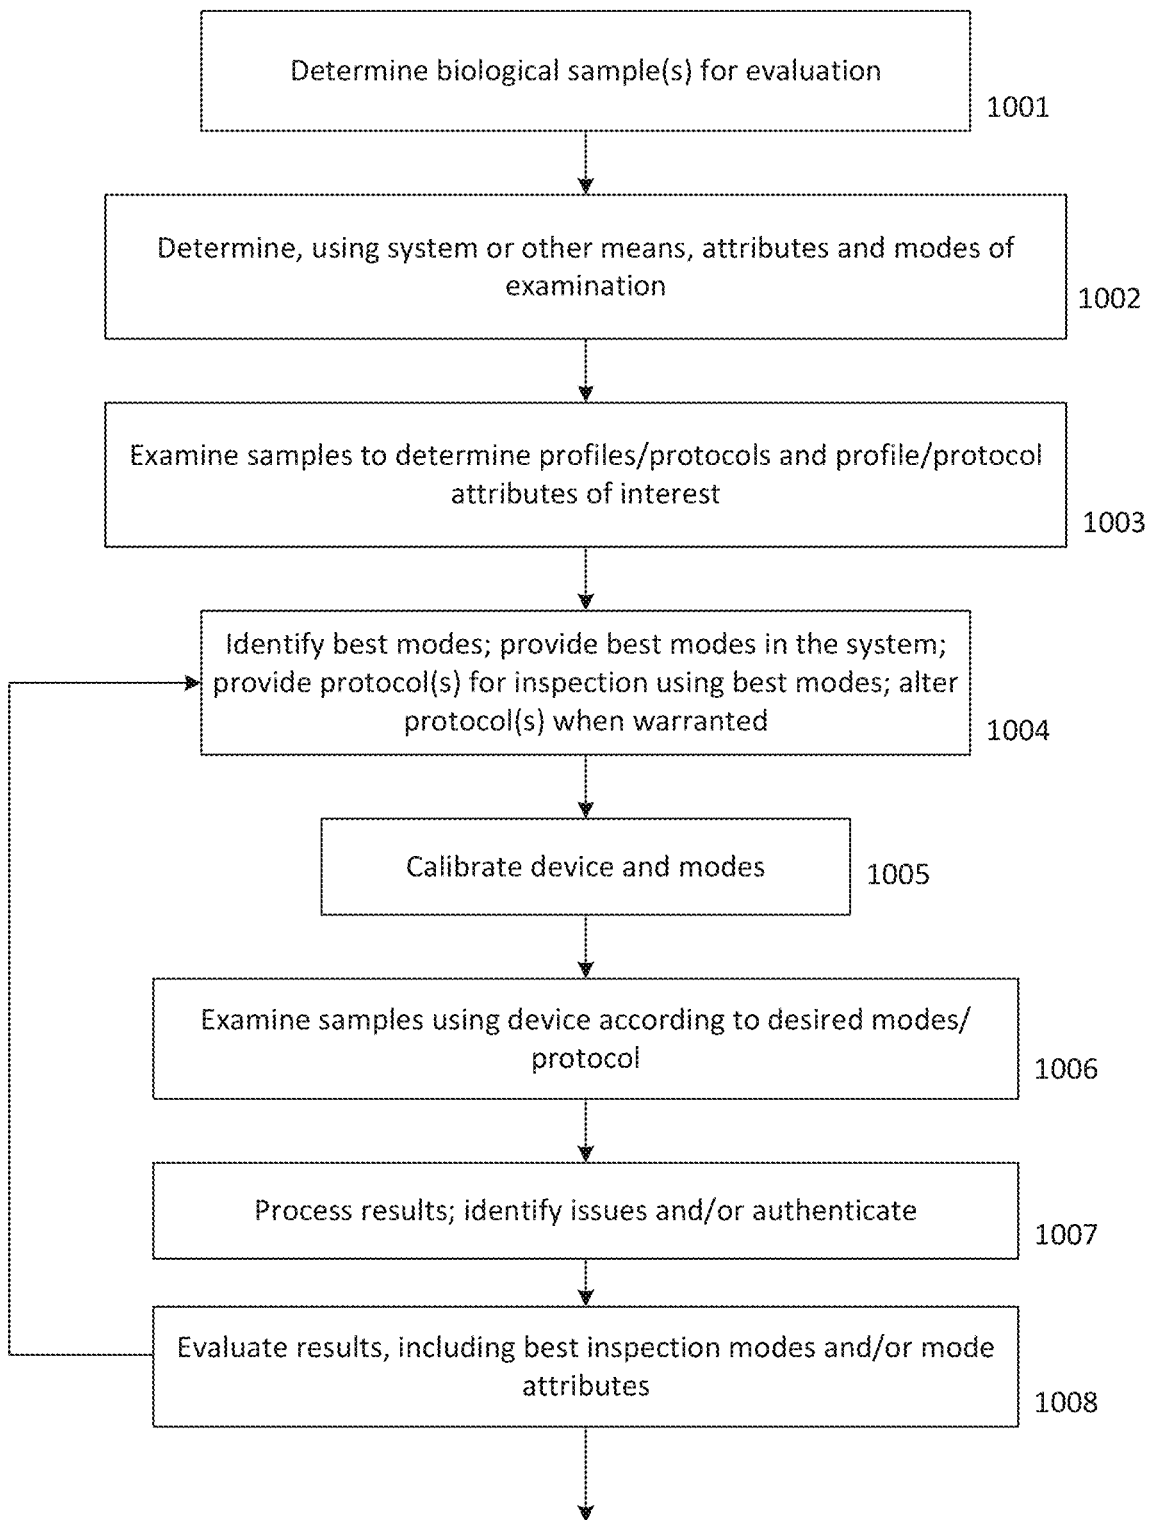 Determine biological sample(s) for evaluation
1001
Determine, using system or other means, attributes and modes of
examination
1002
Examine samples to determine profiles/protocols and profile/protocol
attributes of interest
1003
Identify best modes; provide best modes in the system;
provide protocol(s) for inspection using best modes; alter
protocol(s) when warranted
1004
Calibrate device and modes
1005
Examine samples using device according to desired modes/
protocol
1006
Process results; identify issues and/or authenticate
1007
Evaluate results, including best inspection modes and/or mode
attributes
1008